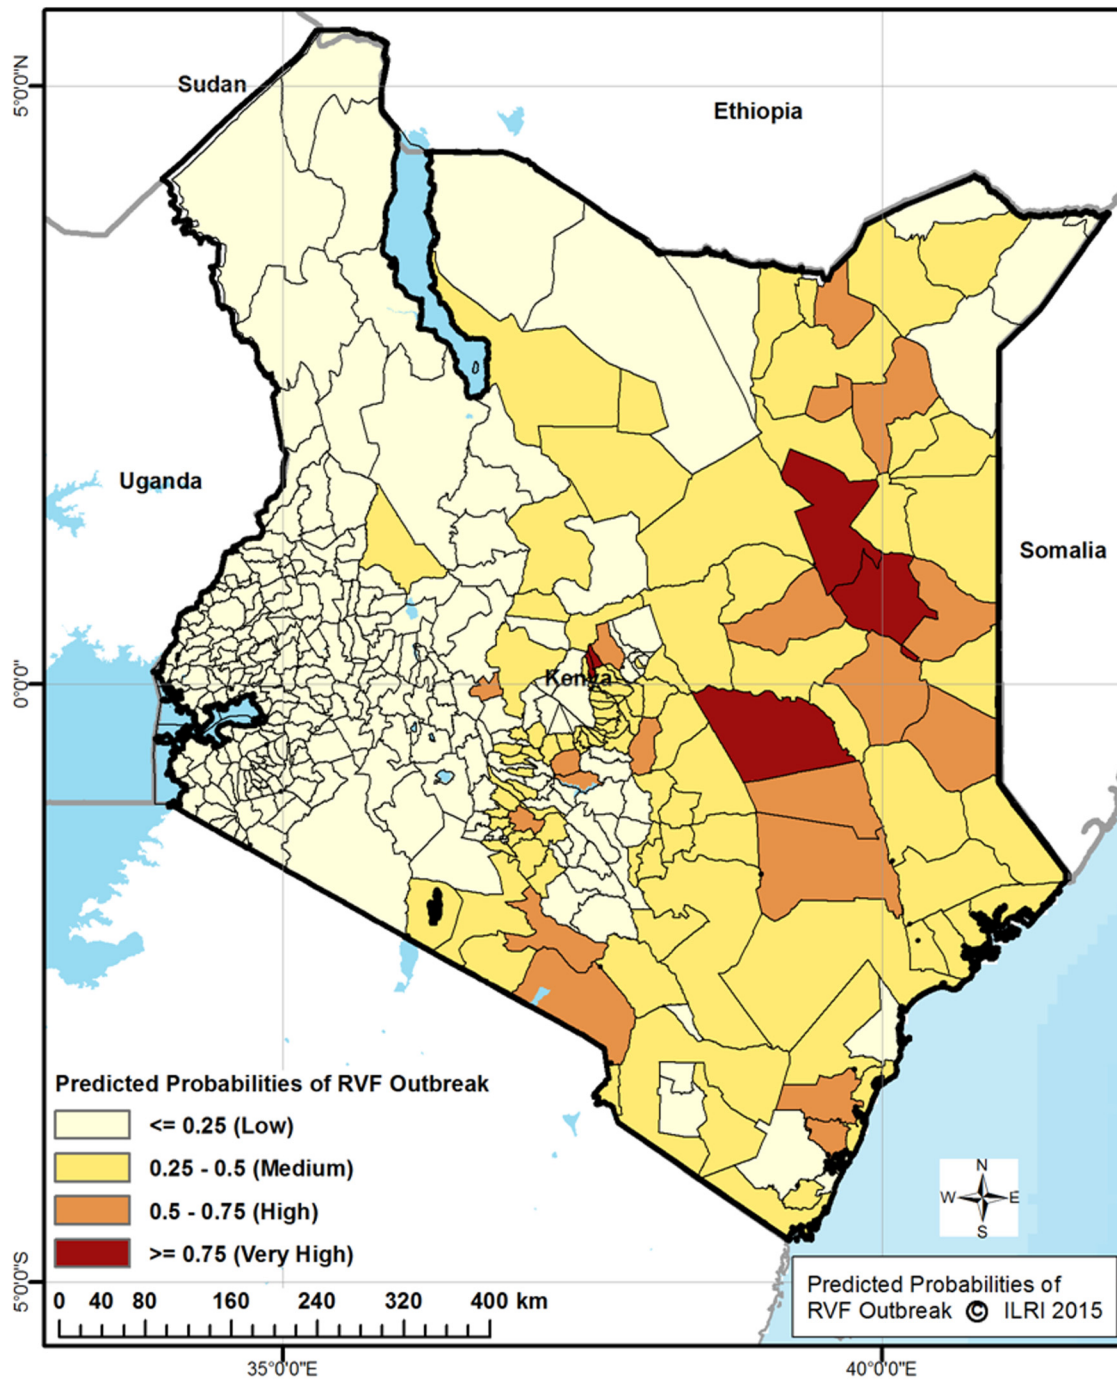 5°0'0"N
Sudan
Ethiopia
Uganda
Somalia
0°0'0"
Kenya
Predicted Probabilities of RVF Outbreak
<= 0.25 (Low)
0.25 - 0.5 (Medium)
0.5 - 0.75 (High)
>= 0.75 (Very High)
N
W E
S
5°0'0"S
0 40 80 160 240 320 400 km
Predicted Probabilities of
RVF Outbreak © ILRI 2015
35°0'0"E
40°0'0"E